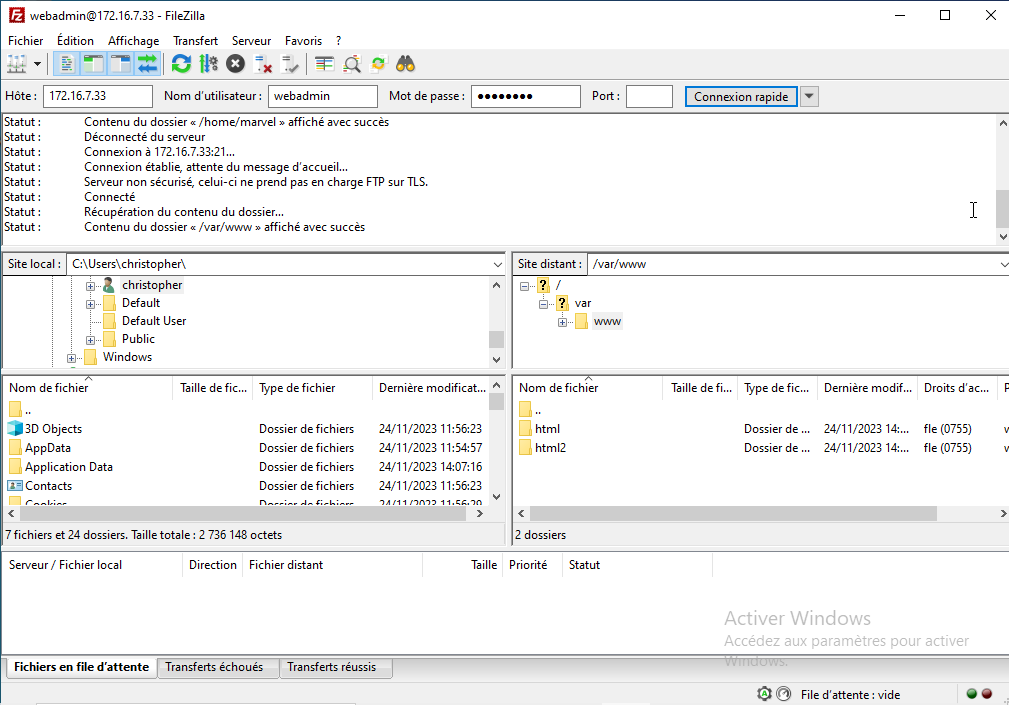 webadmin@172.16.7.33 - FileZilla
Fichier Édition Affichage Transfert Serveur Favoris ?
Hôte : 172.16.7.33 Nom d'utilisateur : webadmin Mot de passe : ●●●●●●●● Port : Connexion rapide
Statut : Contenu du dossier « /home/marvel » affiché avec succès
Statut : Déconnecté du serveur
Statut : Connexion à 172.16.7.33:21...
Statut : Connexion établie, attente du message d'accueil...
Statut : Serveur non sécurisé, celui-ci ne prend pas en charge FTP sur TLS.
Statut : Connecté
Statut : Récupération du contenu du dossier...
Statut : Contenu du dossier « /var/www » affiché avec succès
Site local : C:\Users\christopher\
christopher
Default
Default User
Public
Windows
Site distant : /var/www
/
var
www
Nom de fichier Taille de fic... Type de fichier Dernière modificat...
..
3D Objects Dossier de fichiers 24/11/2023 11:56:23
AppData Dossier de fichiers 24/11/2023 11:54:57
Application Data Dossier de fichiers 24/11/2023 14:07:16
Contacts Dossier de fichiers 24/11/2023 11:56:23
Cookies Dossier de fichiers 24/11/2023 11:56:29
7 fichiers et 24 dossiers. Taille totale : 2 736 148 octets
Nom de fichier Taille de fi... Type de fic... Dernière modif... Droits d'ac... P
..
html Dossier de ... 24/11/2023 14:... fle (0755) w
html2 Dossier de ... 24/11/2023 14:... fle (0755) w
2 dossiers
Serveur / Fichier local Direction Fichier distant Taille Priorité Statut
Activer Windows
Accédez aux paramètres pour activer
Windows.
Fichiers en file d'attente Transferts échoués Transferts réussis
File d'attente : vide